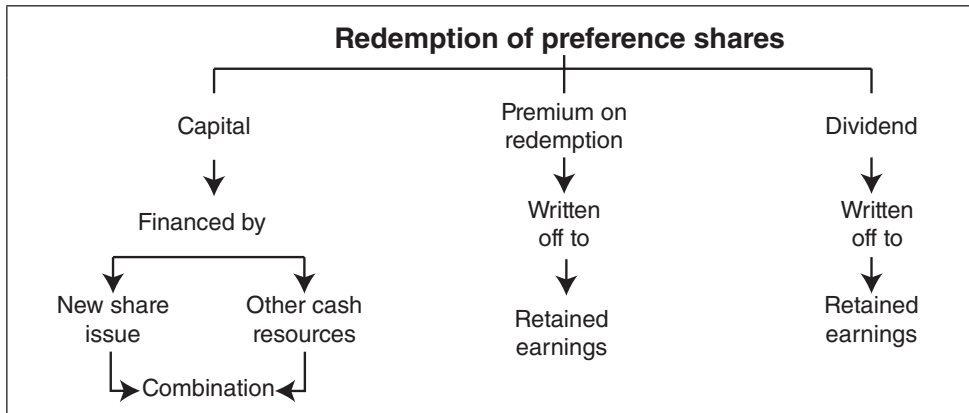 Redemption of preference shares
Capital
Premium on
redemption
Dividend
Financed by
Written
off to
Written
off to
New share
issue
Other cash
resources
Retained
earnings
Retained
earnings
Combination